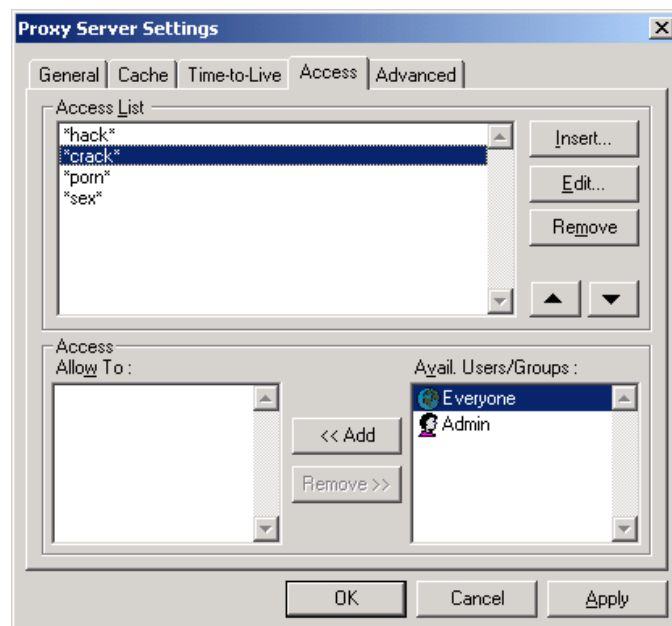 Proxy Server Settings
General Cache Time-to-Live Access Advanced
Access List
*hack*
*crack*
*porn*
*sex*
Insert...
Edit...
Remove
Access
Allow To :
<< Add
Remove >>
Avail. Users/Groups :
Everyone
Admin
OK Cancel Apply